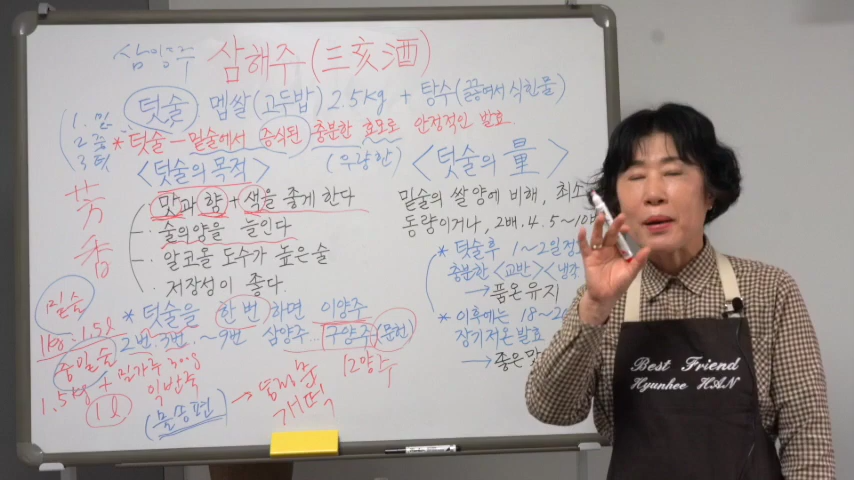 삼양주 삼해주(三亥酒)
덧술 멥쌀(고두밥) 2.5kg + 탕수(끓여서 식힌물)
1. 밑
2. 중
3. 덧
* 덧술 - 밑술에서 증식된 충분한 효모로 안정적인 발효.
(우량한)
<덧술의 목적>
· 맛과 향 + 색을 좋게 한다
· 술의양을 늘인다
· 알코올 도수가 높은술
· 저장성이 좋다.
<덧술의 量>
밑술의 쌀 양에 비해, 최소
동량이거나, 2배.4.5~10배
* 덧술후 1~2일정
충분한 <교반> <냉각
→ 품온유지
* 이후에는 18~20
장기저온 발효
→ 좋은맛
芳香
* 덧술을 한번 하면 이양주
2번. 3번. ~9번 삼양주... 구양주(문헌)
12양주
밑술
1kg. 1.5l
중밑술
1.5kg + 밀가루 300g
1l
(물송편)
→